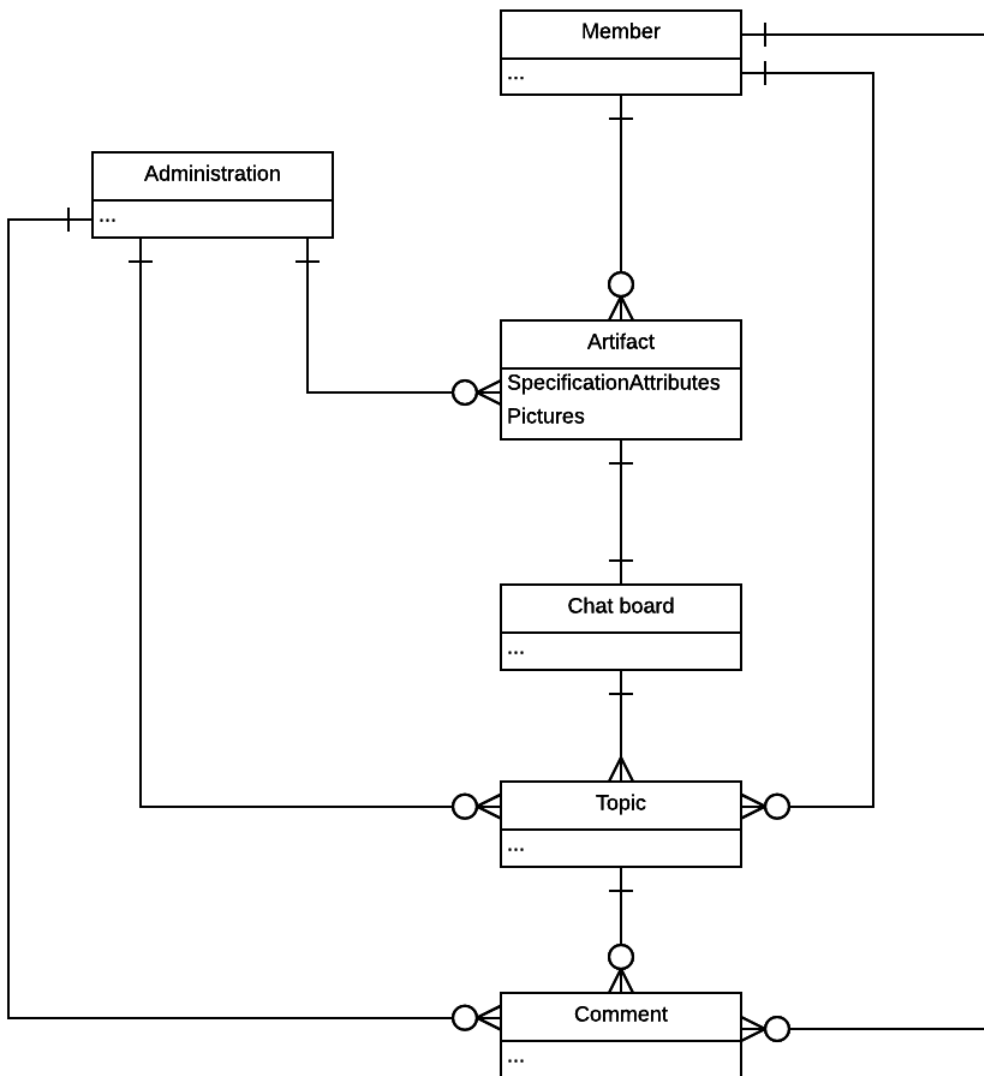 Member
...
Administration
...
Artifact
SpecificationAttributes
Pictures
Chat board
...
Topic
...
Comment
...